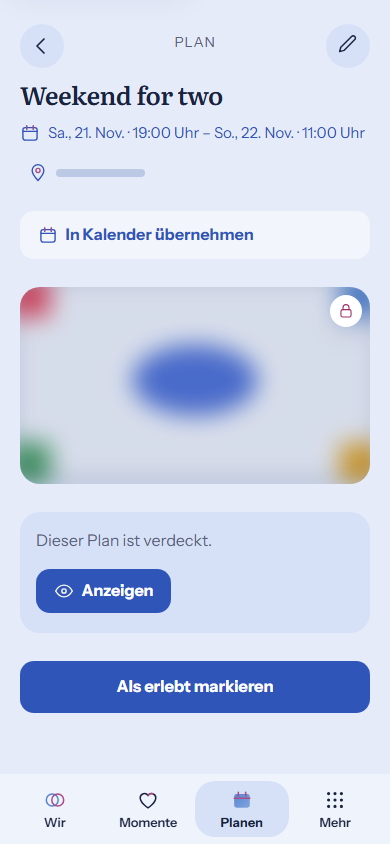 PLAN
Weekend for two
Sa., 21. Nov. · 19:00 Uhr – So., 22. Nov. · 11:00 Uhr
In Kalender übernehmen
Dieser Plan ist verdeckt.
Anzeigen
Als erlebt markieren
Wir
Momente
Planen
Mehr